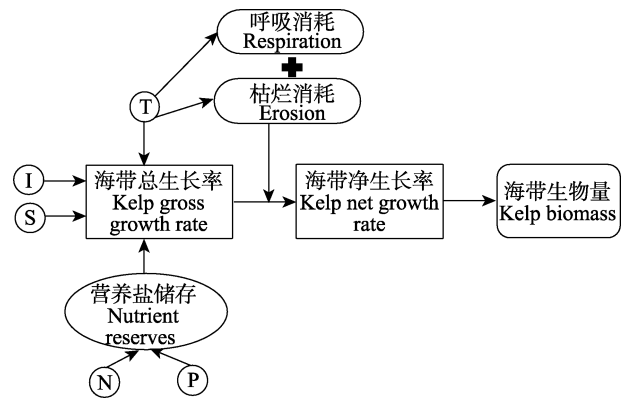 呼吸消耗
Respiration
枯烂消耗
Erosion
T
I
S
海带总生长率
Kelp gross
growth rate
海带净生长率
Kelp net growth
rate
海带生物量
Kelp biomass
营养盐储存
Nutrient
reserves
N
P